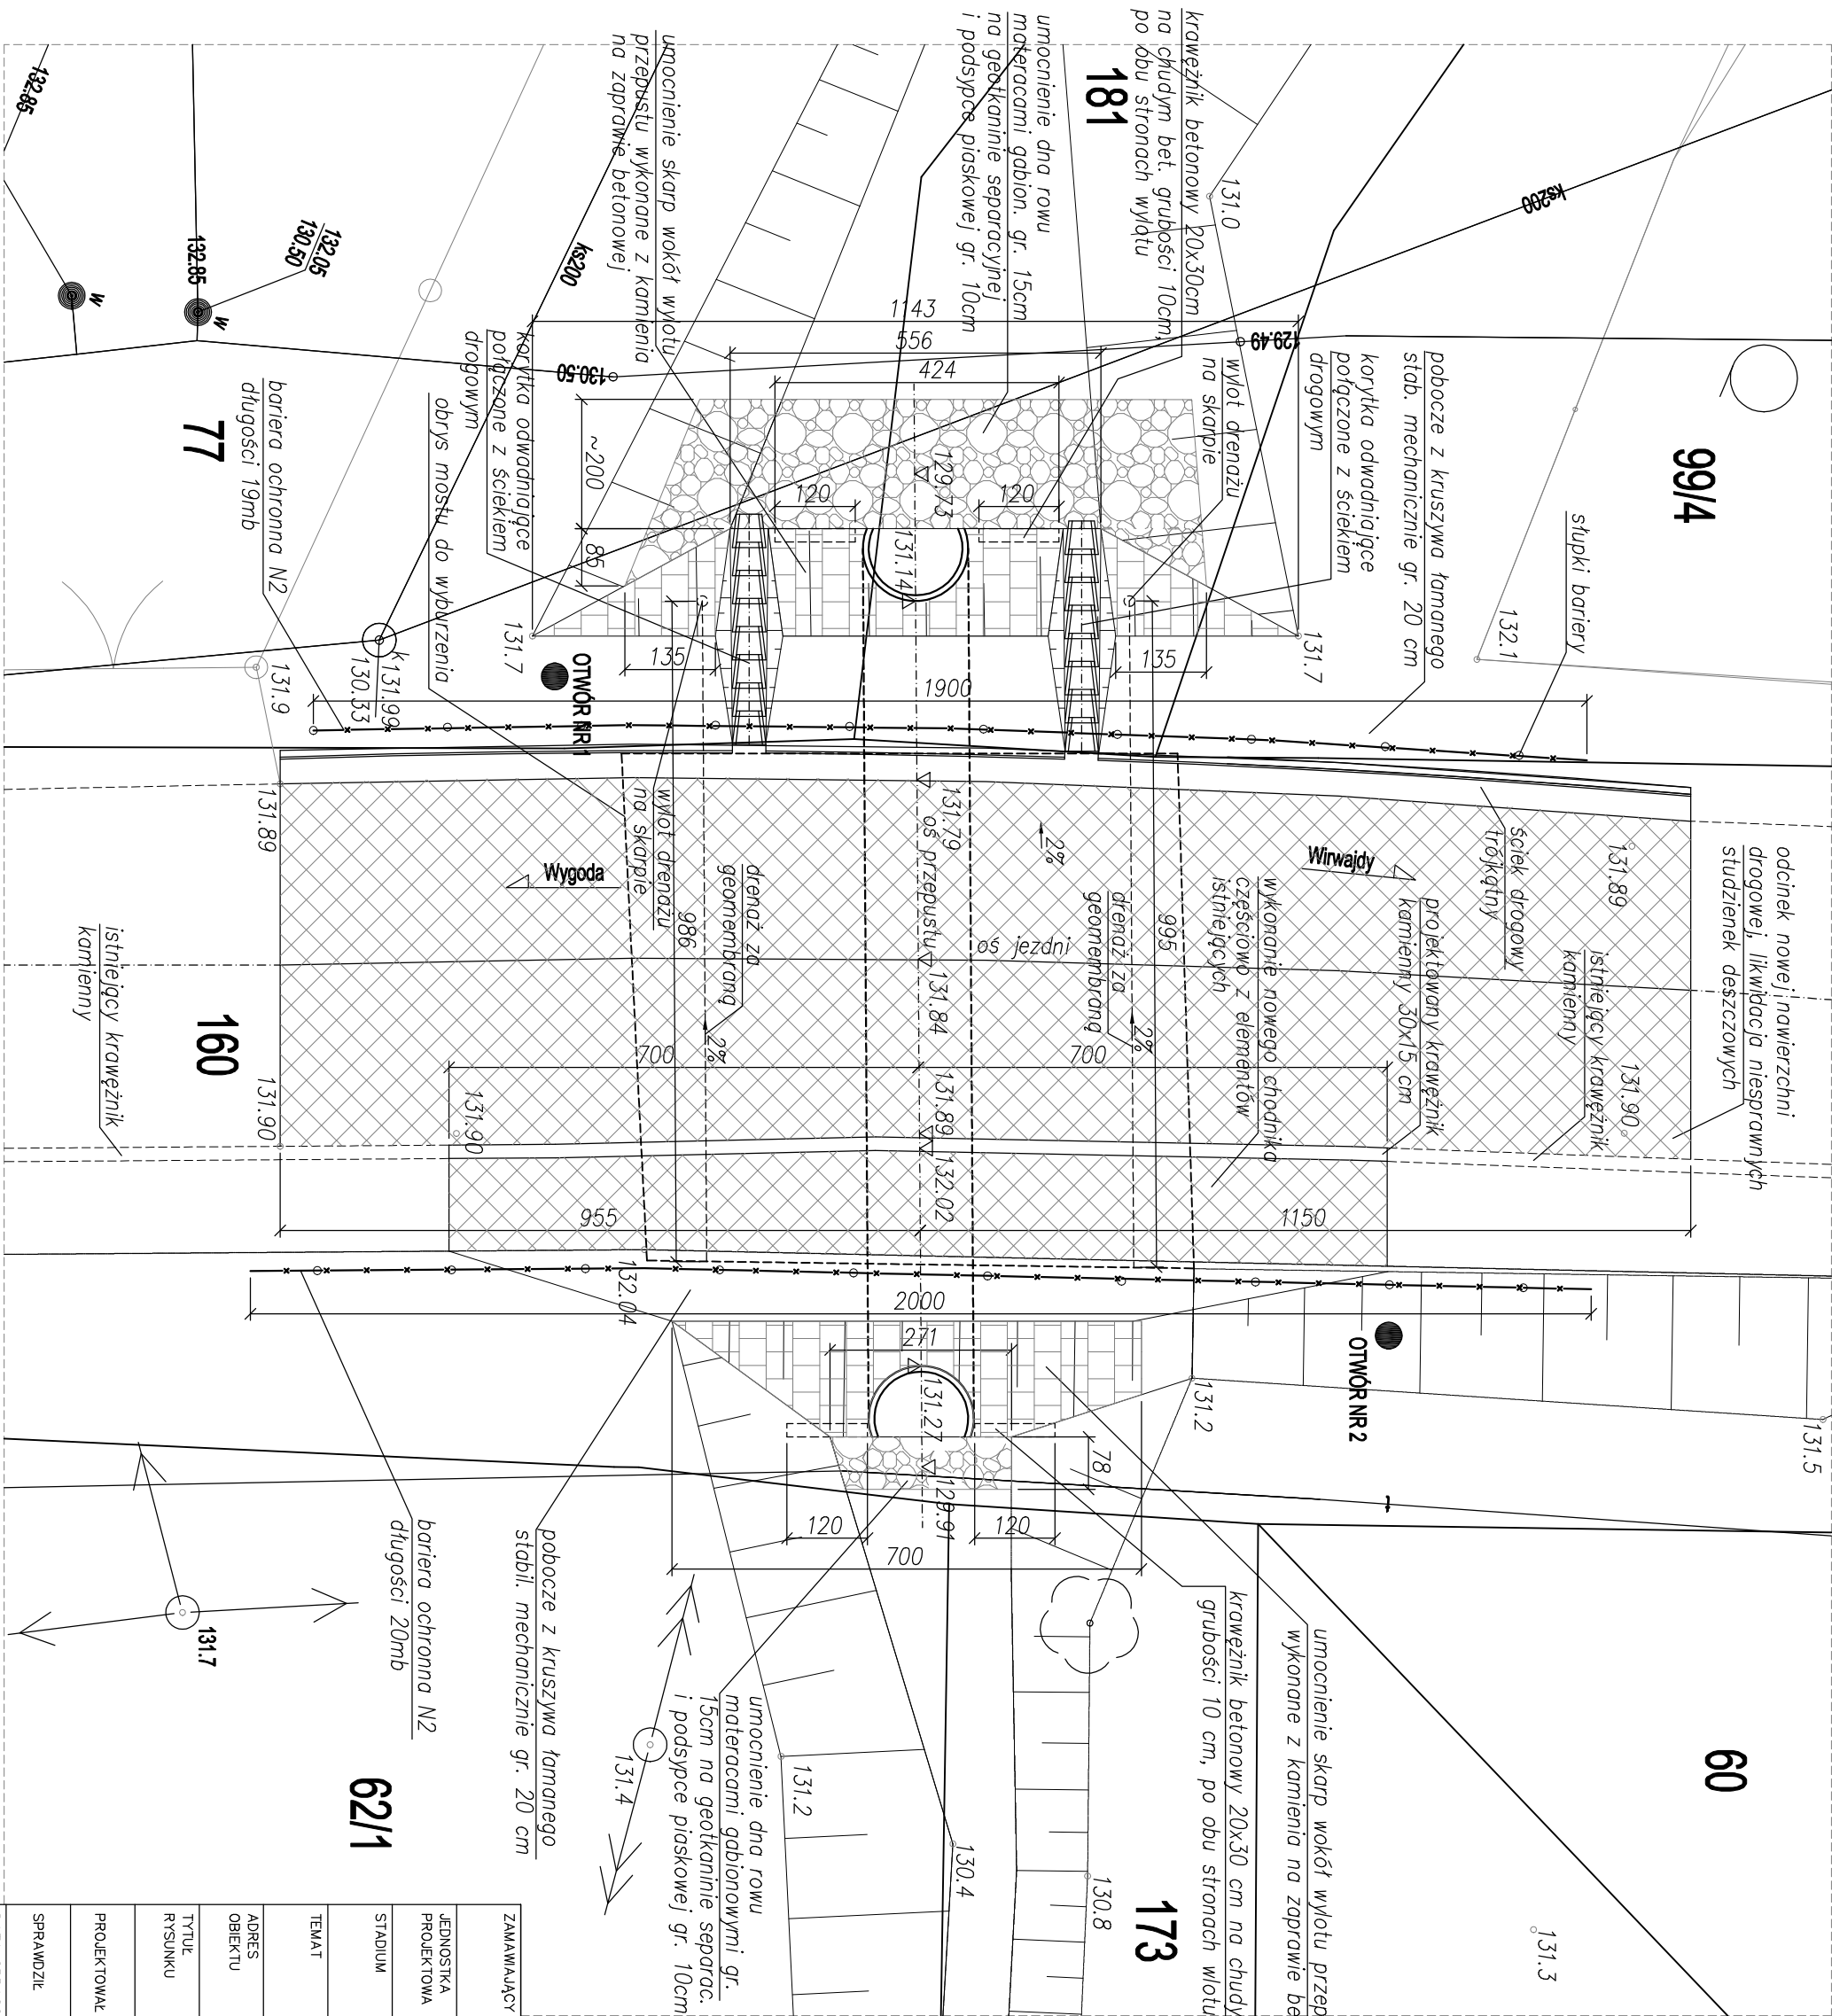 krawężnik betonowy 20x30cm
na chudym bet. grubości 10cm,
po obu stronach wylotu
181
umocnienie dna rowu
materacami gabion. gr. 15cm
na geotkaninie separacyjnej
i podsypce piaskowej gr. 10cm
umocnienie skarp wokół wylotu
przepustu wykonane z kamienia
na zaprawie betonowej
132.85
132.05
130.50
132.85
w
w
ks200
ks200
131.0
1143
556
424
129.49
130.50
wylot drenażu
na skarpie
korytka odwadniające
połączone z ściekiem
drogowym
pobocze z kruszywa łamanego
stab. mechanicznie gr. 20 cm
99/4
słupki bariery
132.1
korytka odwadniające
połączone z ściekiem
drogowym
obrys mostu do wyburzenia
bariera ochronna N2
długości 19mb
77
~200
85
120
120
129.73
131.14
131.7
131.7
135
135
OTWÓR NR 1
k
131.99
130.33
131.9
1900
131.89
131.79
oś przepustu
2%
Wirwajdy
ściek drogowy
trójkątny
131.89
odcinek nowej nawierzchni
drogowej, likwidacja niesprawnych
studzienek deszczowych
Wygoda
wylot drenażu
na skarpie
986
drenaż za
geomembraną
2%
oś jezdni
131.84
drenaż za
geomembraną
2%
995
wykonanie nowego chodnika
częściowo z elementów
istniejących
projektowany krawężnik
kamienny 30x15 cm
istniejący krawężnik
kamienny
131.90
istniejący krawężnik
kamienny
160
131.90
131.90
700
700
131.89
132.02
955
1150
132.04
2000
271
131.27
78
129.91
120
120
700
131.2
OTWÓR NR 2
131.5
t
bariera ochronna N2
długości 20mb
131.7
pobocze z kruszywa łamanego
stabil. mechanicznie gr. 20 cm
131.4
62/1
umocnienie dna rowu
materacami gabionowymi gr.
15cm na geotkaninie separac.
i podsypce piaskowej gr. 10cm
131.2
130.4
130.8
173
krawężnik betonowy 20x30 cm na chudy
grubości 10 cm, po obu stronach wlotu
umocnienie skarp wokół wylotu przep
wykonane z kamienia na zaprawie be
60
131.3
ZAMAWIAJĄCY
JEDNOSTKA
PROJEKTOWA
STADIUM
TEMAT
ADRES
OBIEKTU
TYTUŁ
RYSUNKU
PROJEKTOWAŁ
SPRAWDZIŁ